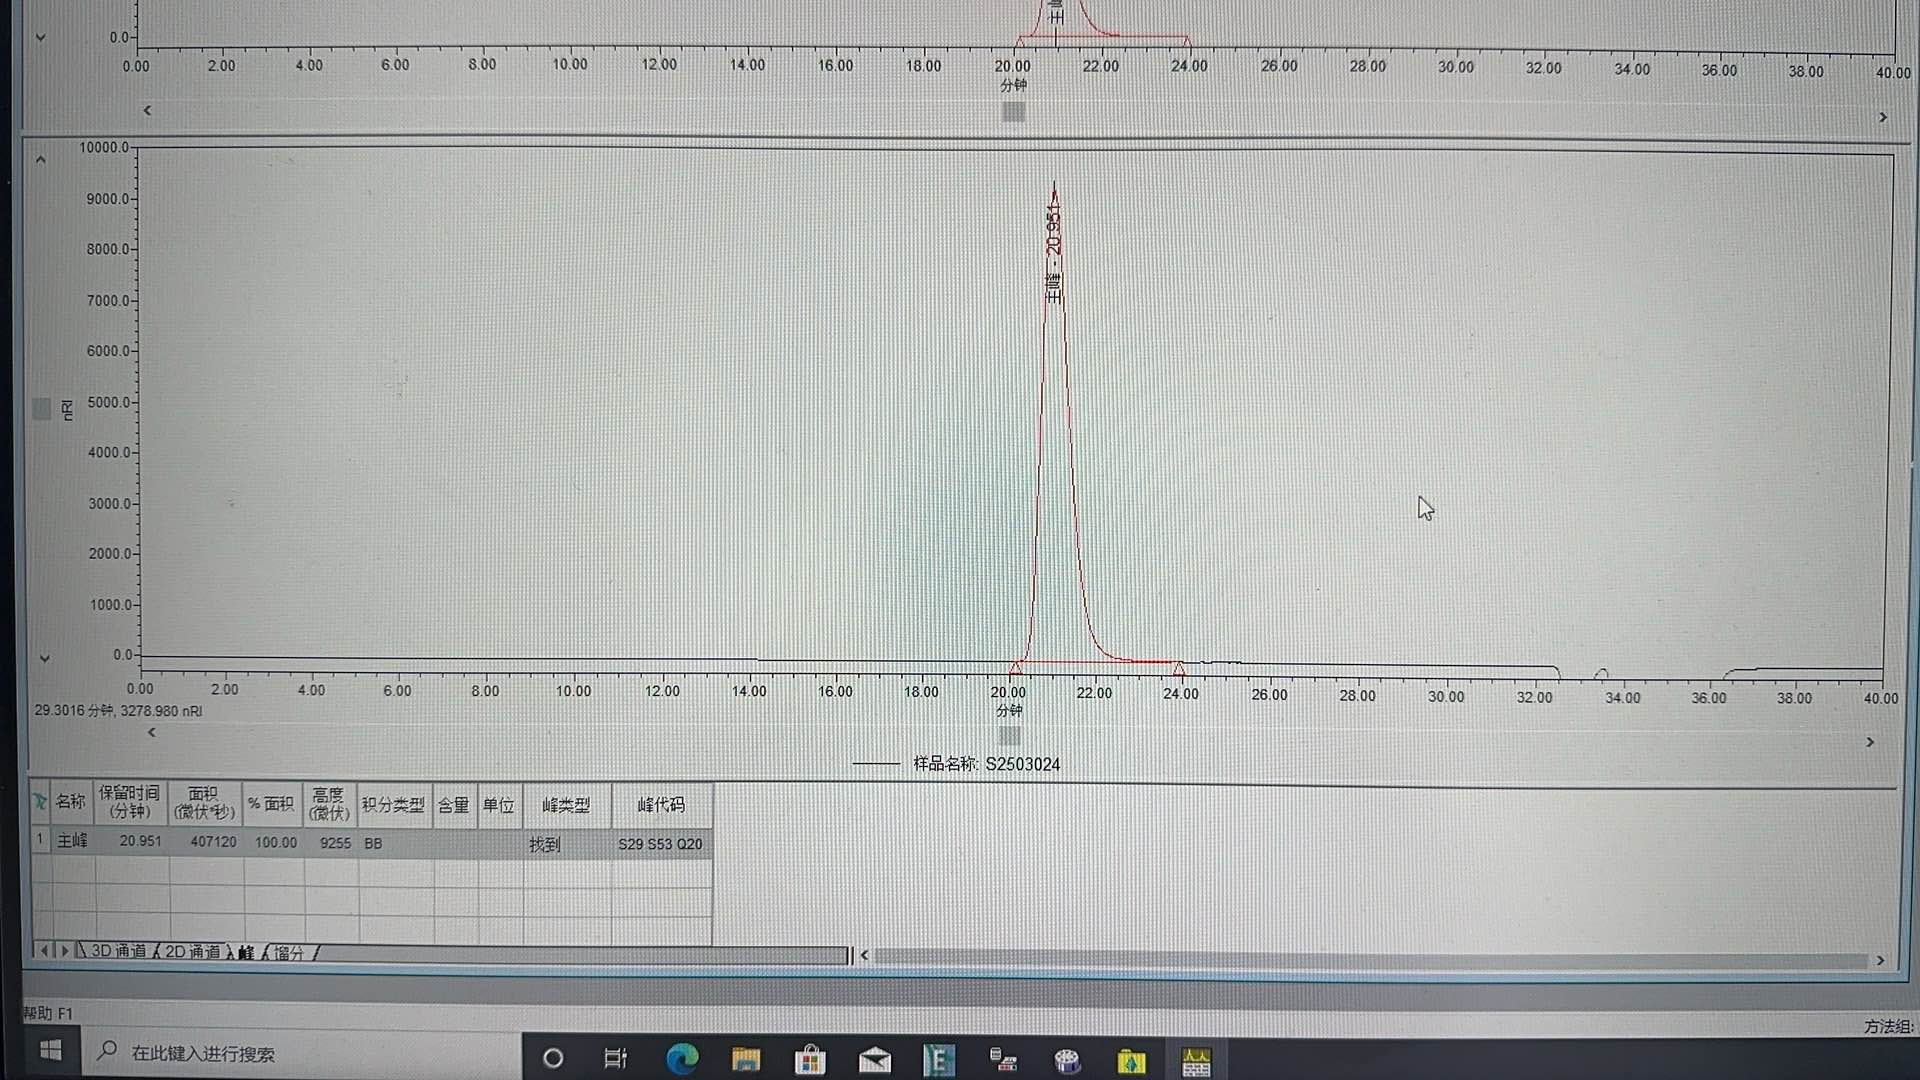 0.0
主
0.00 2.00 4.00 6.00 8.00 10.00 12.00 14.00 16.00 18.00 20.00 22.00 24.00 26.00 28.00 30.00 32.00 34.00 36.00 38.00 40.00
分钟
10000.0
9000.0
8000.0
7000.0
6000.0
5000.0
4000.0
3000.0
2000.0
1000.0
0.0
nRI
主峰 - 20.951
0.00 2.00 4.00 6.00 8.00 10.00 12.00 14.00 16.00 18.00 20.00 22.00 24.00 26.00 28.00 30.00 32.00 34.00 36.00 38.00 40.00
29.3016 分钟, 3278.980 nRI
分钟
样品名称: S2503024
名称 保留时间 (分钟) 面积 (微伏*秒) % 面积 高度 (微伏) 积分类型 含量 单位 峰类型 峰代码
1 主峰 20.951 407120 100.00 9255 BB 找到 S29 S53 Q20
3D 通道 2D 通道 峰 馏分
帮助 F1
方法组:
在此键入进行搜索